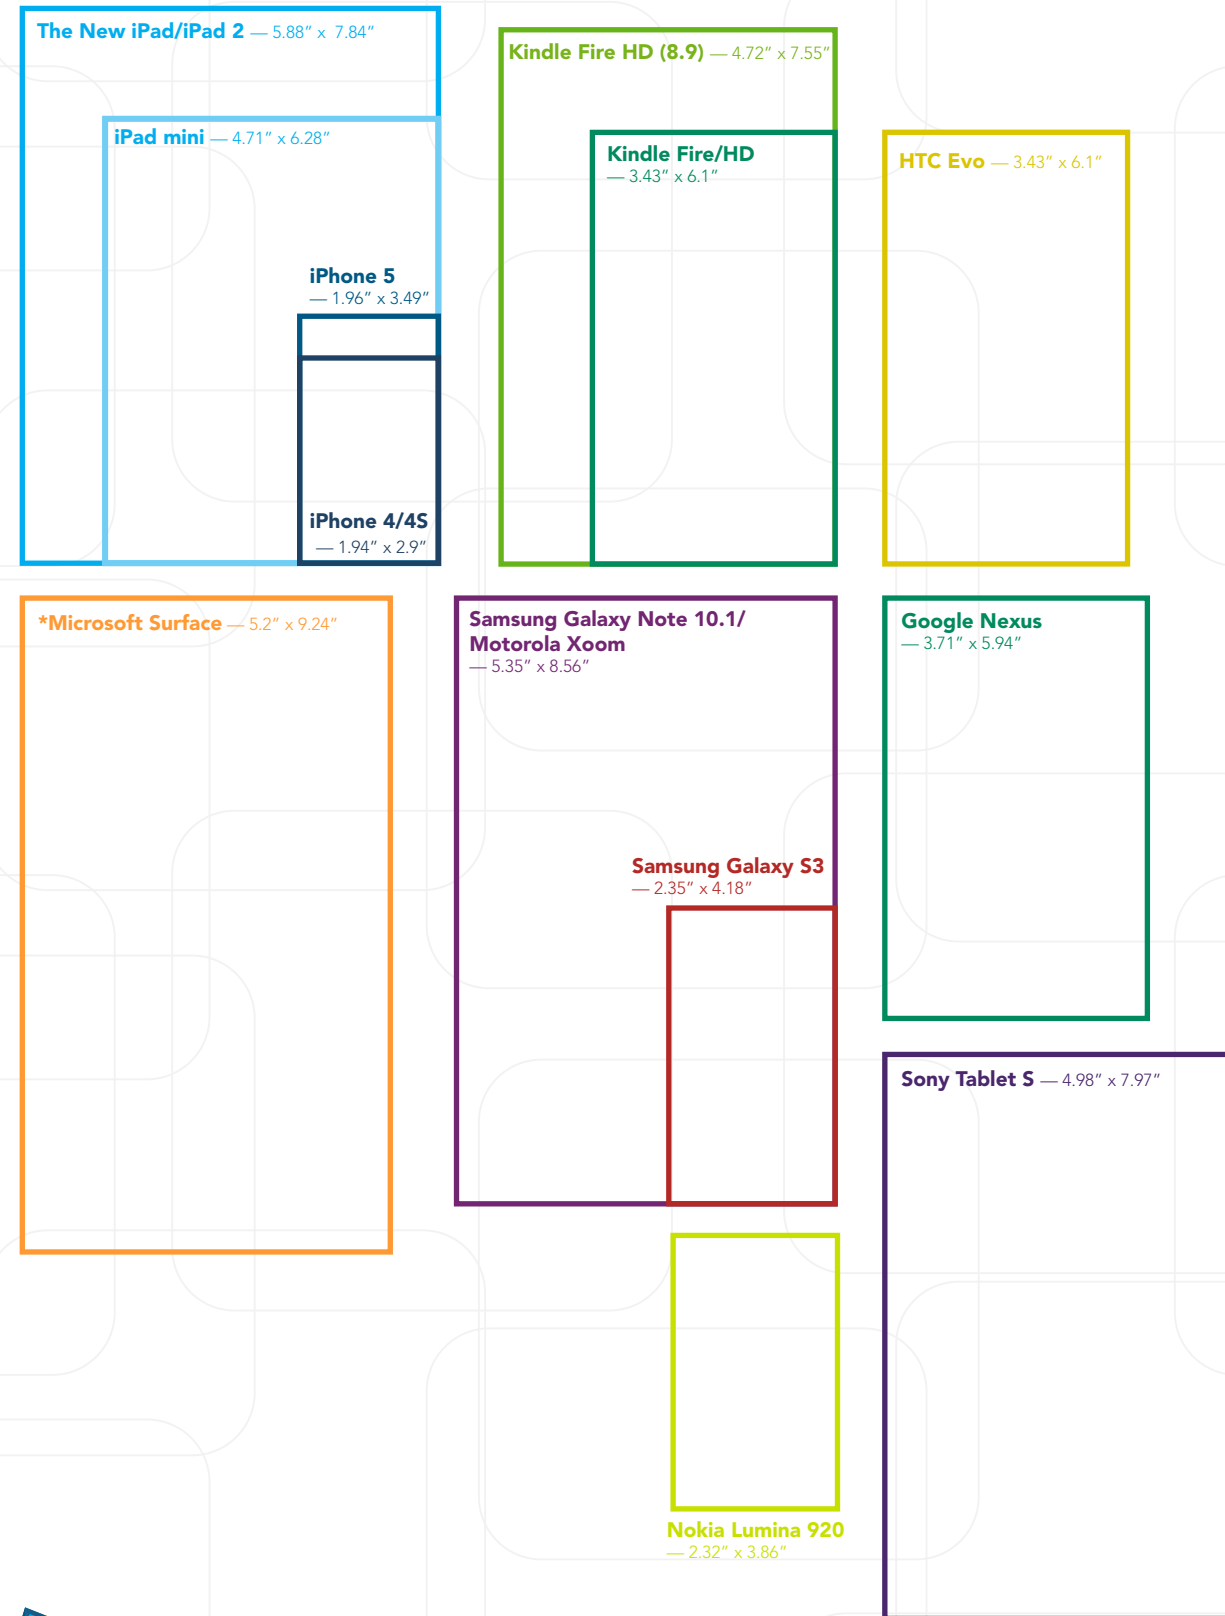 The New iPad/iPad 2 — 5.88” x 7.84”
iPad mini — 4.71” x 6.28”
iPhone 5
— 1.96” x 3.49”
iPhone 4/4S
— 1.94” x 2.9”
Kindle Fire HD (8.9) — 4.72” x 7.55”
Kindle Fire/HD
— 3.43” x 6.1”
HTC Evo — 3.43” x 6.1”
*Microsoft Surface — 5.2” x 9.24”
Samsung Galaxy Note 10.1/
Motorola Xoom
— 5.35” x 8.56”
Samsung Galaxy S3
— 2.35” x 4.18”
Google Nexus
— 3.71” x 5.94”
Sony Tablet S — 4.98” x 7.97”
Nokia Lumina 920
— 2.32” x 3.86”